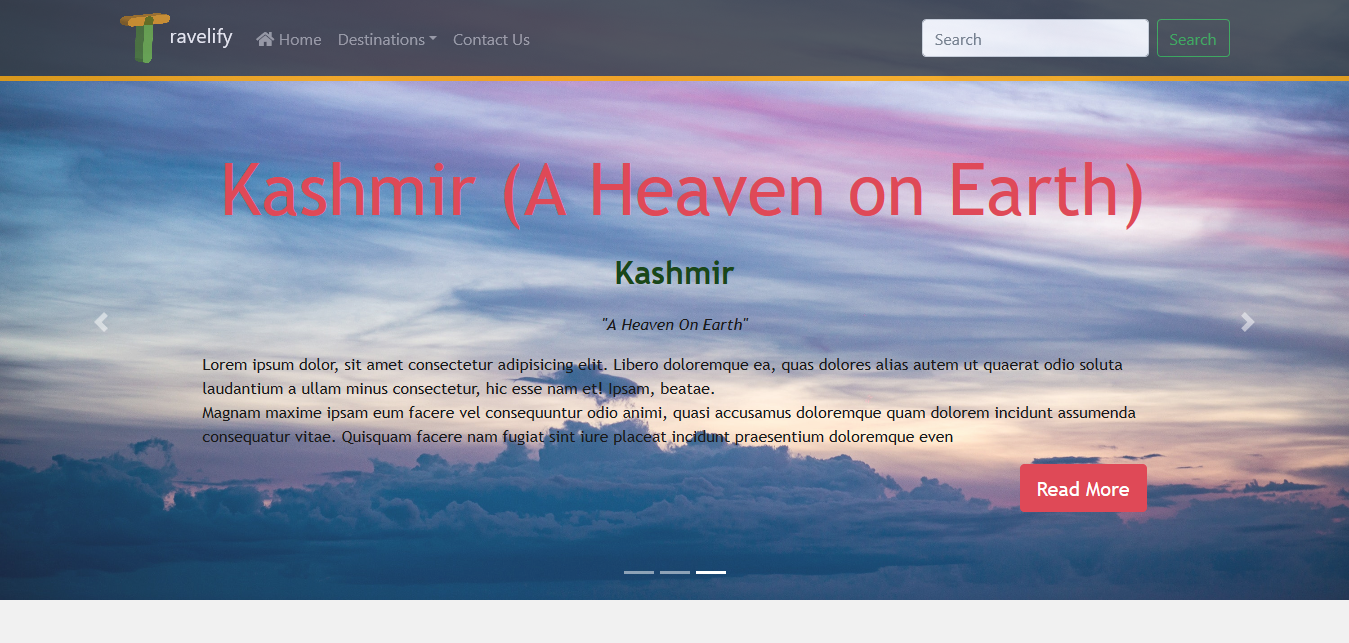 Travelify
Home
Destinations
Contact Us
Search
Search
Kashmir (A Heaven on Earth)
Kashmir
"A Heaven On Earth"
Lorem ipsum dolor, sit amet consectetur adipisicing elit. Libero doloremque ea, quas dolores alias autem ut quaerat odio soluta
laudantium a ullam minus consectetur, hic esse nam et! Ipsam, beatae.
Magnam maxime ipsam eum facere vel consequuntur odio animi, quasi accusamus doloremque quam dolorem incidunt assumenda
consequatur vitae. Quisquam facere nam fugiat sint iure placeat incidunt praesentium doloremque even
Read More